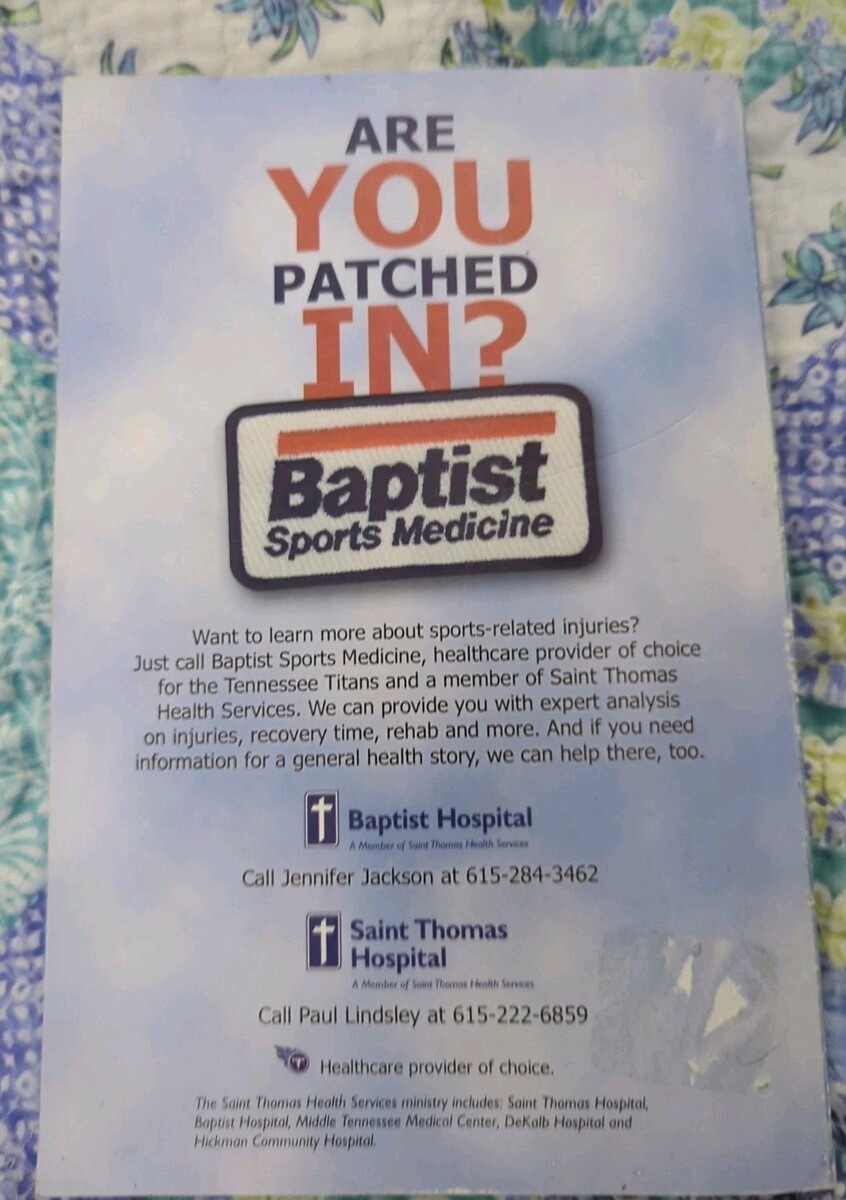 ARE
YOU
PATCHED
IN?
Baptist
Sports Medicine
Want to learn more about sports-related injuries?
Just call Baptist Sports Medicine, healthcare provider of choice
for the Tennessee Titans and a member of Saint Thomas
Health Services. We can provide you with expert analysis
on injuries, recovery time, rehab and more. And if you need
information for a general health story, we can help there, too.
Baptist Hospital
A Member of Saint Thomas Health Services
Call Jennifer Jackson at 615-284-3462
Saint Thomas
Hospital
A Member of Saint Thomas Health Services
Call Paul Lindsley at 615-222-6859
T Healthcare provider of choice.
The Saint Thomas Health Services ministry includes: Saint Thomas Hospital,
Baptist Hospital, Middle Tennessee Medical Center, DeKalb Hospital and
Hickman Community Hospital.